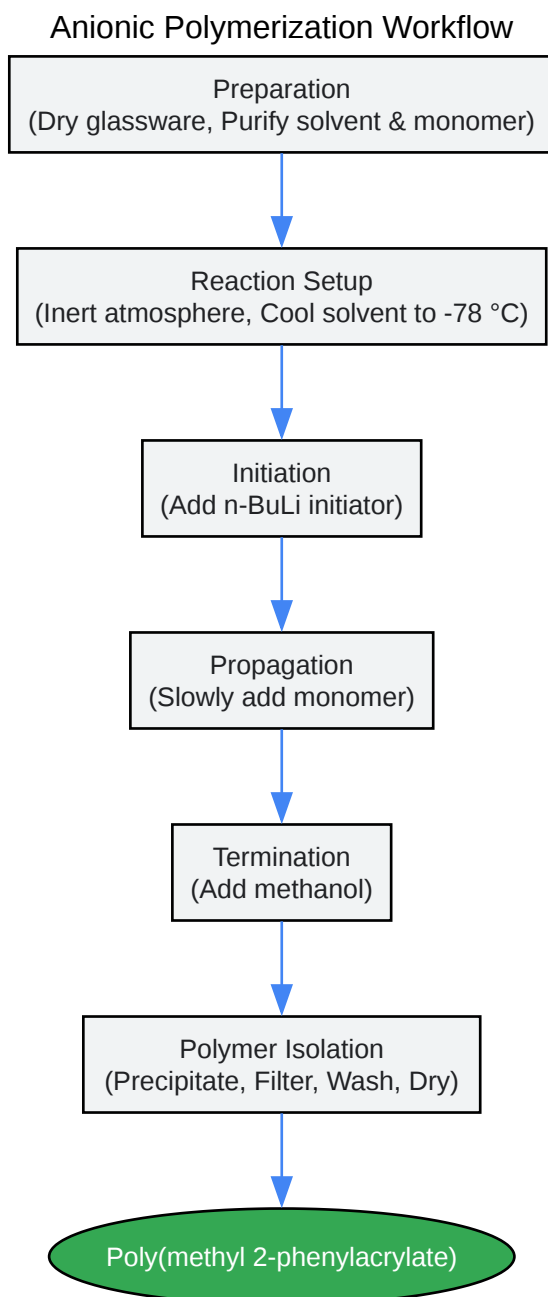 Anionic Polymerization Workflow
Preparation
(Dry glassware, Purify solvent & monomer)
Reaction Setup
(Inert atmosphere, Cool solvent to -78 °C)
Initiation
(Add n-BuLi initiator)
Propagation
(Slowly add monomer)
Termination
(Add methanol)
Polymer Isolation
(Precipitate, Filter, Wash, Dry)
Poly(methyl 2-phenylacrylate)